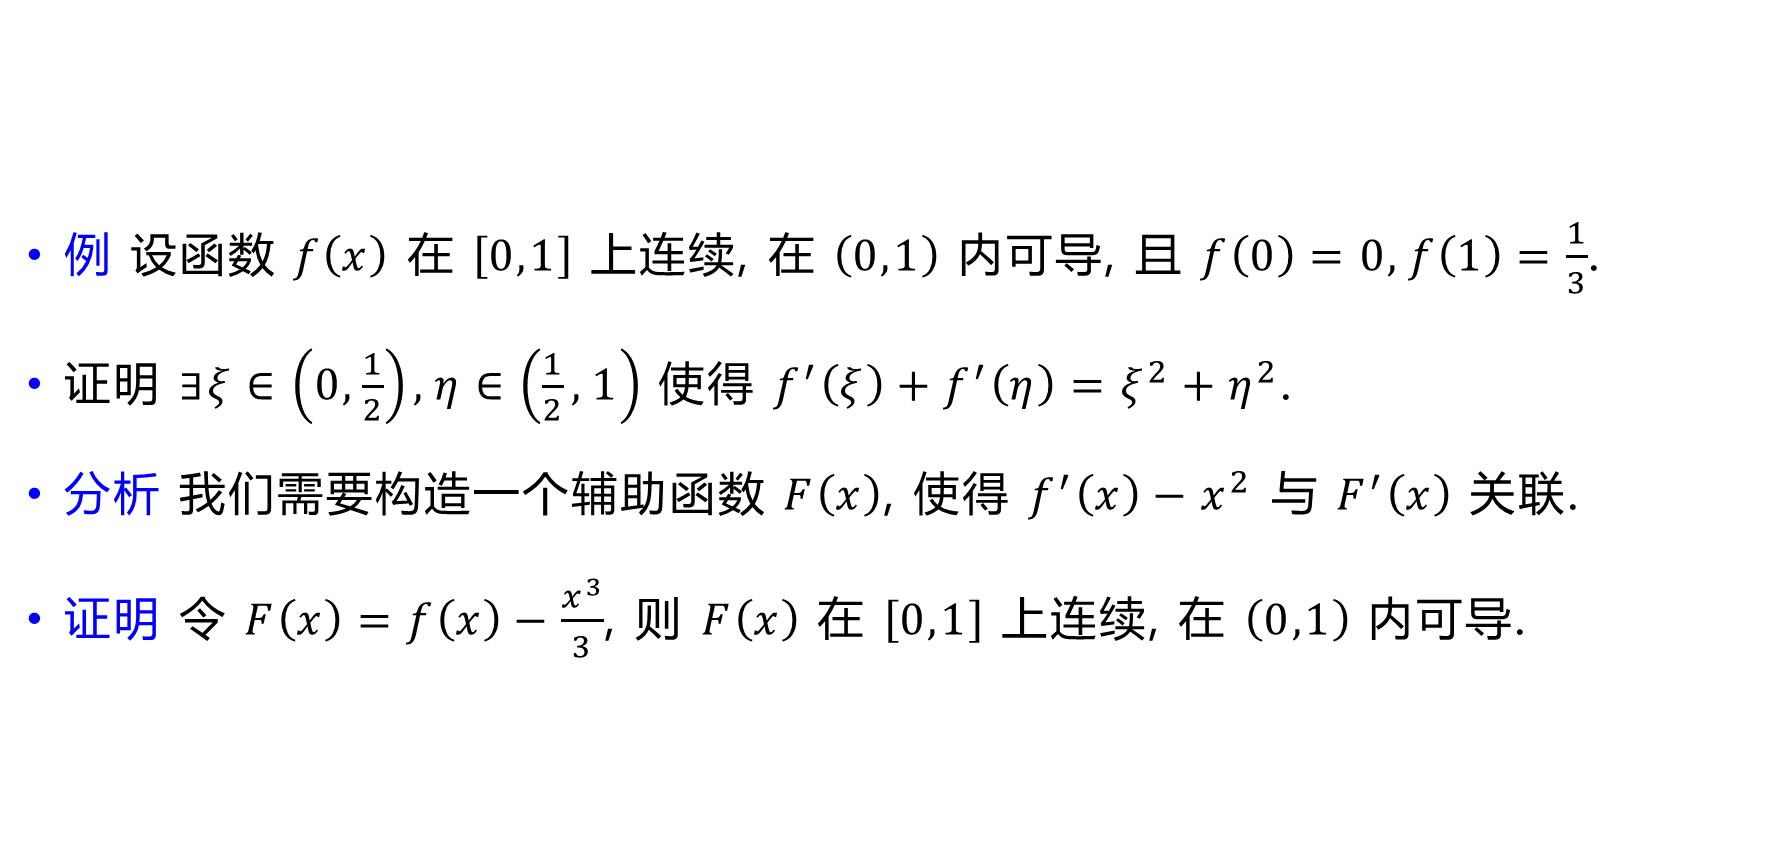 • 例 设函数 f(x) 在 [0,1] 上连续, 在 (0,1) 内可导, 且 f(0) = 0, f(1) = 1/3.
• 证明 ∃ξ ∈ (0, 1/2), η ∈ (1/2, 1) 使得 f′(ξ) + f′(η) = ξ² + η².
• 分析 我们需要构造一个辅助函数 F(x), 使得 f′(x) − x² 与 F′(x) 关联.
• 证明 令 F(x) = f(x) − x³/3, 则 F(x) 在 [0,1] 上连续, 在 (0,1) 内可导.